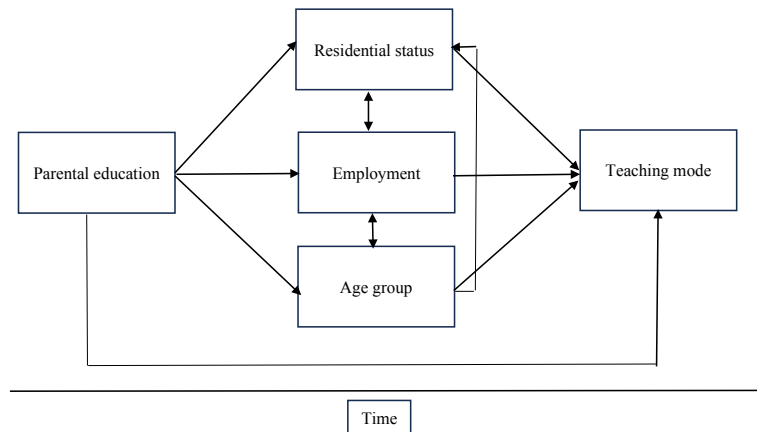 Residential status
Parental education
Employment
Teaching mode
Age group
Time